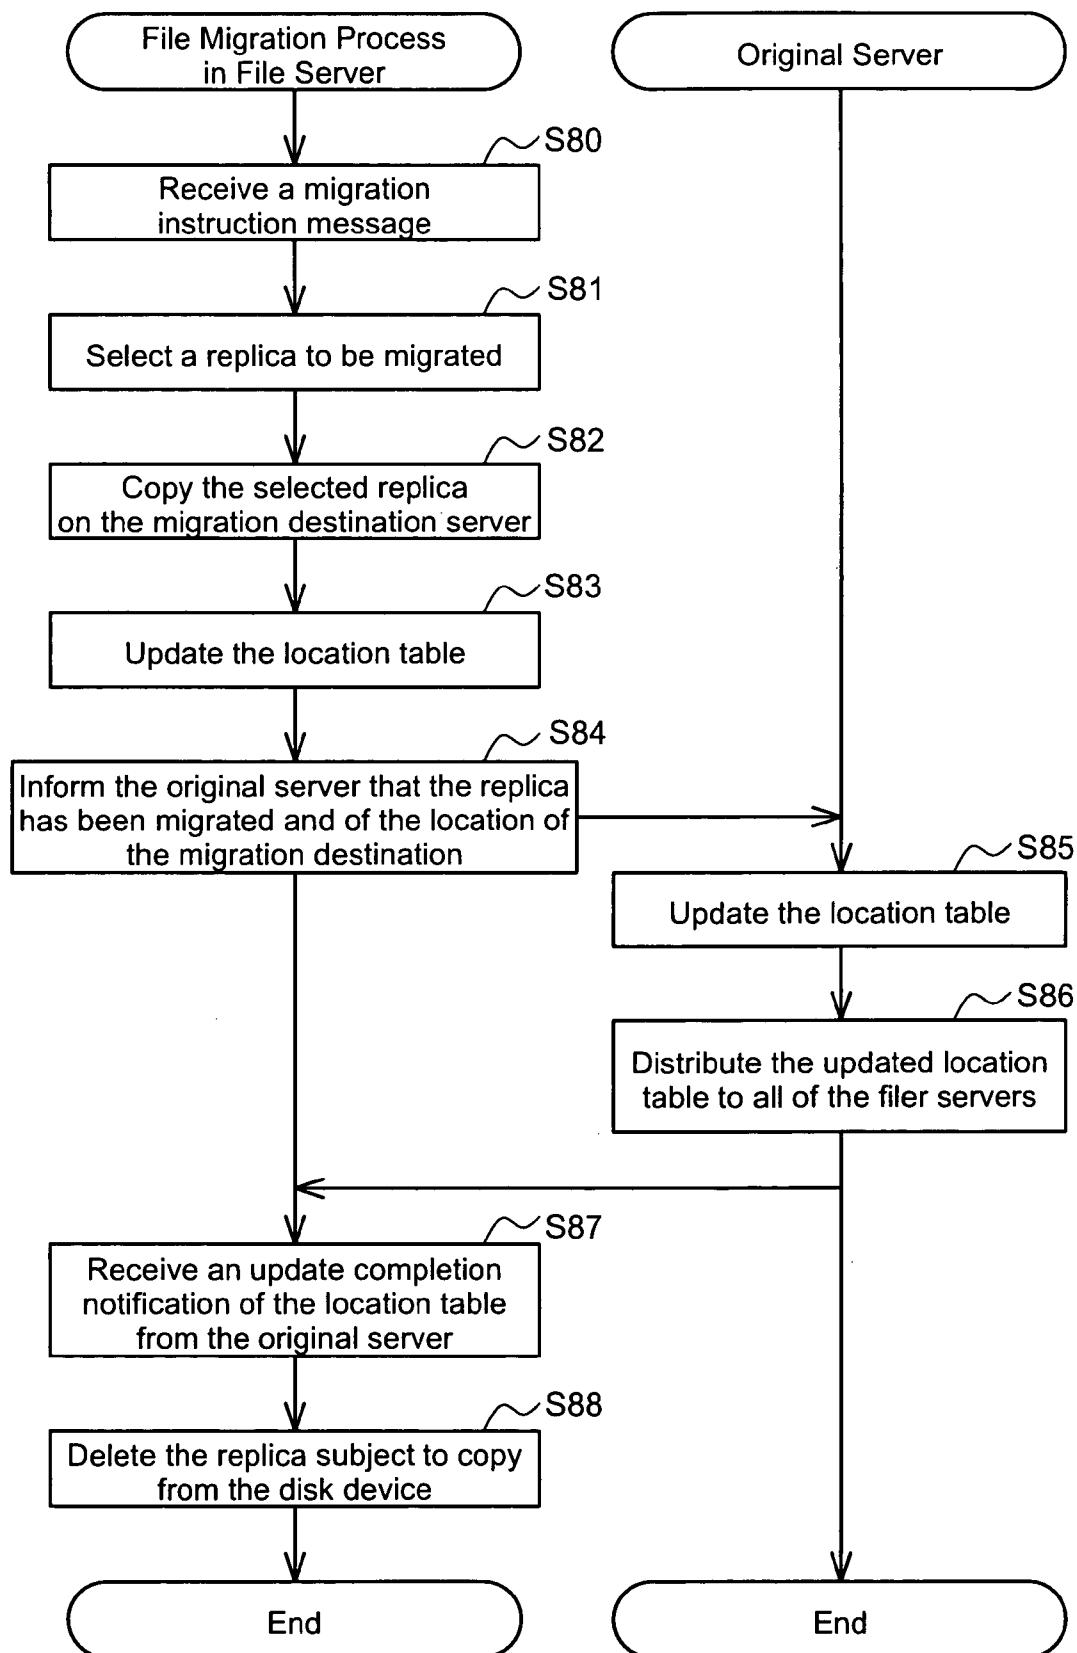 File Migration Process
in File Server
Original Server
S80
Receive a migration
instruction message
S81
Select a replica to be migrated
S82
Copy the selected replica
on the migration destination server
S83
Update the location table
S84
Inform the original server that the replica
has been migrated and of the location of
the migration destination
S85
Update the location table
S86
Distribute the updated location
table to all of the filer servers
S87
Receive an update completion
notification of the location table
from the original server
S88
Delete the replica subject to copy
from the disk device
End
End